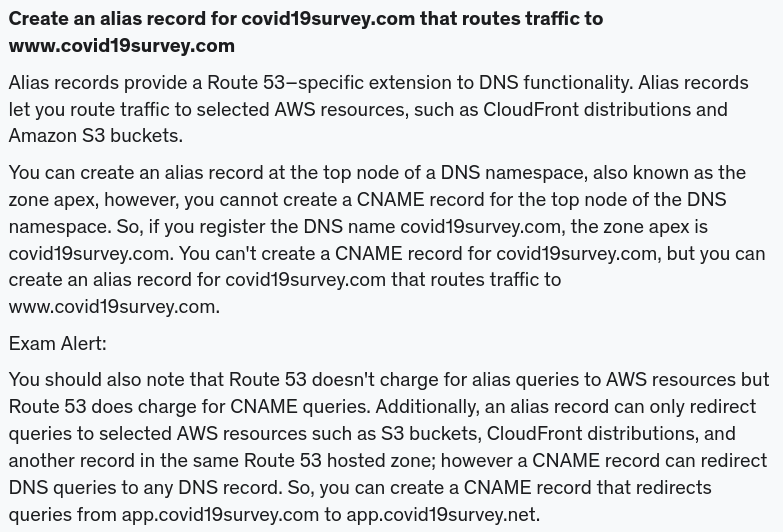 Create an alias record for covid19survey.com that routes traffic to
www.covid19survey.com
Alias records provide a Route 53–specific extension to DNS functionality. Alias records
let you route traffic to selected AWS resources, such as CloudFront distributions and
Amazon S3 buckets.
You can create an alias record at the top node of a DNS namespace, also known as the
zone apex, however, you cannot create a CNAME record for the top node of the DNS
namespace. So, if you register the DNS name covid19survey.com, the zone apex is
covid19survey.com. You can't create a CNAME record for covid19survey.com, but you can
create an alias record for covid19survey.com that routes traffic to
www.covid19survey.com.
Exam Alert:
You should also note that Route 53 doesn't charge for alias queries to AWS resources but
Route 53 does charge for CNAME queries. Additionally, an alias record can only redirect
queries to selected AWS resources such as S3 buckets, CloudFront distributions, and
another record in the same Route 53 hosted zone; however a CNAME record can redirect
DNS queries to any DNS record. So, you can create a CNAME record that redirects
queries from app.covid19survey.com to app.covid19survey.net.